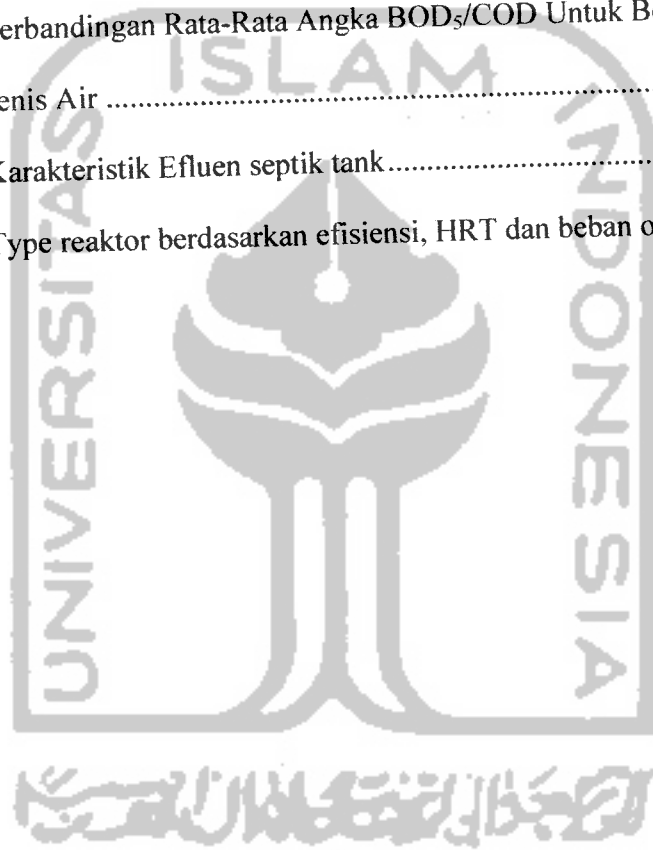 erbandingan Rata-Rata Angka BOD₅/COD Untuk B
enis Air ........................................................................
Karakteristik Efluen septik tank..................................
Type reaktor berdasarkan efisiensi, HRT dan beban o
UNIVERSITAS
ISLAM
INDONESIA